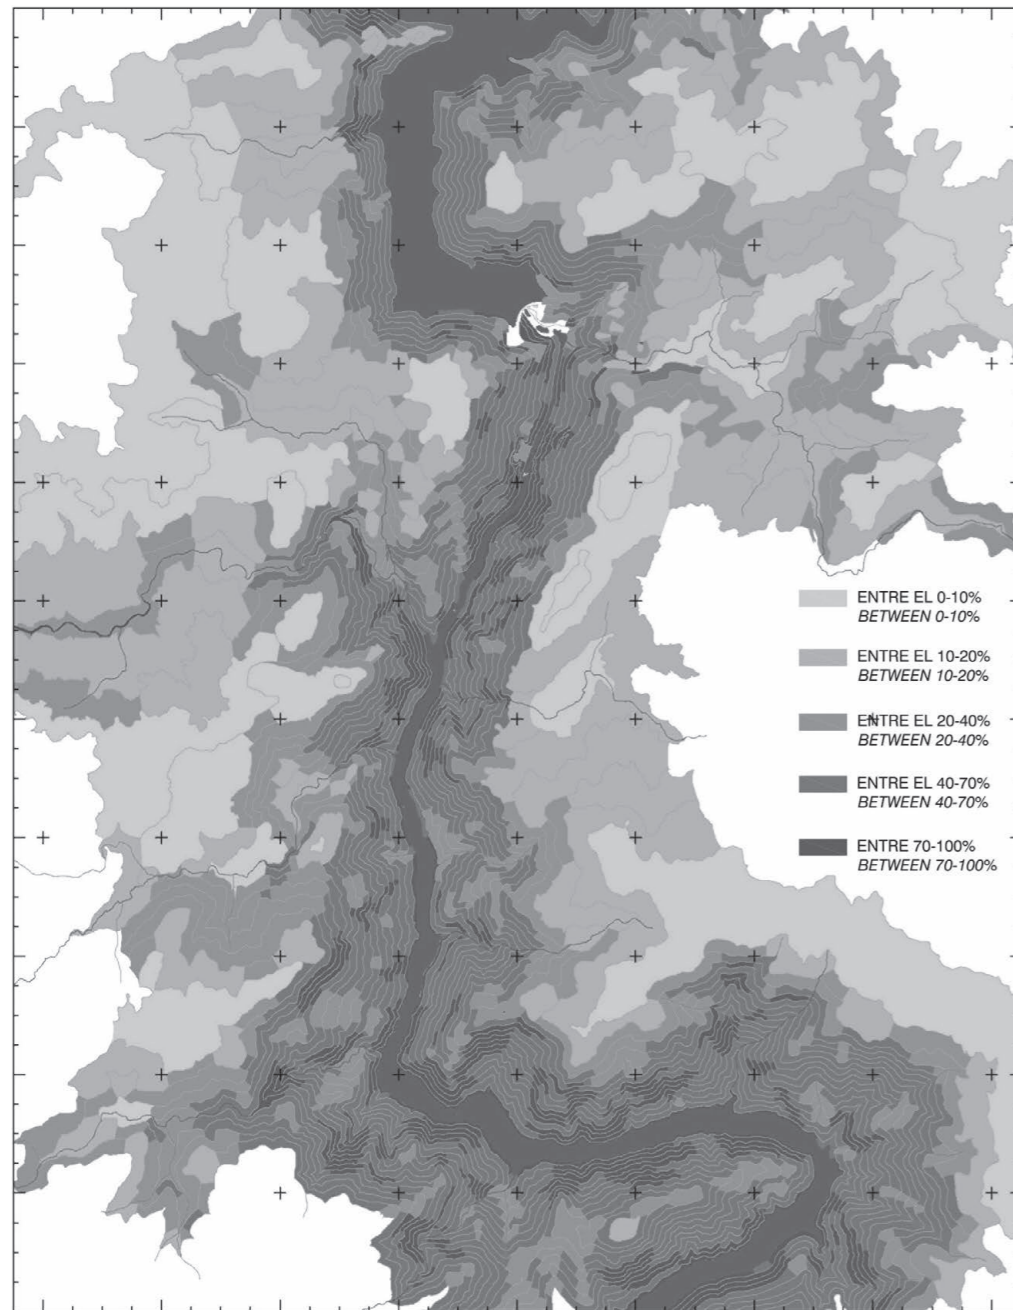 ENTRE EL 0-10%
BETWEEN 0-10%
ENTRE EL 10-20%
BETWEEN 10-20%
ENTRE EL 20-40%
BETWEEN 20-40%
ENTRE EL 40-70%
BETWEEN 40-70%
ENTRE 70-100%
BETWEEN 70-100%